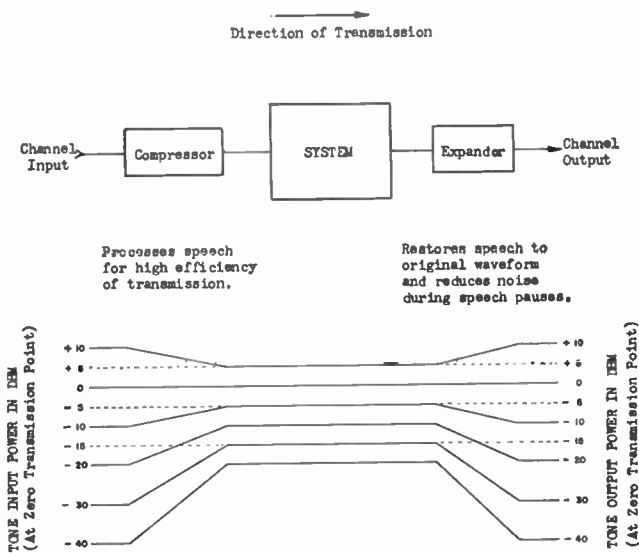 Direction of Transmission
Channel
Input
Compressor
SYSTEM
Expander
Channel
Output
Processes speech
for high efficiency
of transmission.
Restores speech to
original waveform
and reduces noise
during speech pauses.
TONE INPUT POWER IN DBM
(At Zero Transmission Point)
+ 10
+ 5
0
- 5
- 10
- 15
- 20
- 30
- 40
+ 10
+ 5
0
- 5
- 10
- 15
- 20
- 30
- 40
TONE OUTPUT POWER IN DBM
(At Zero Transmission Point)